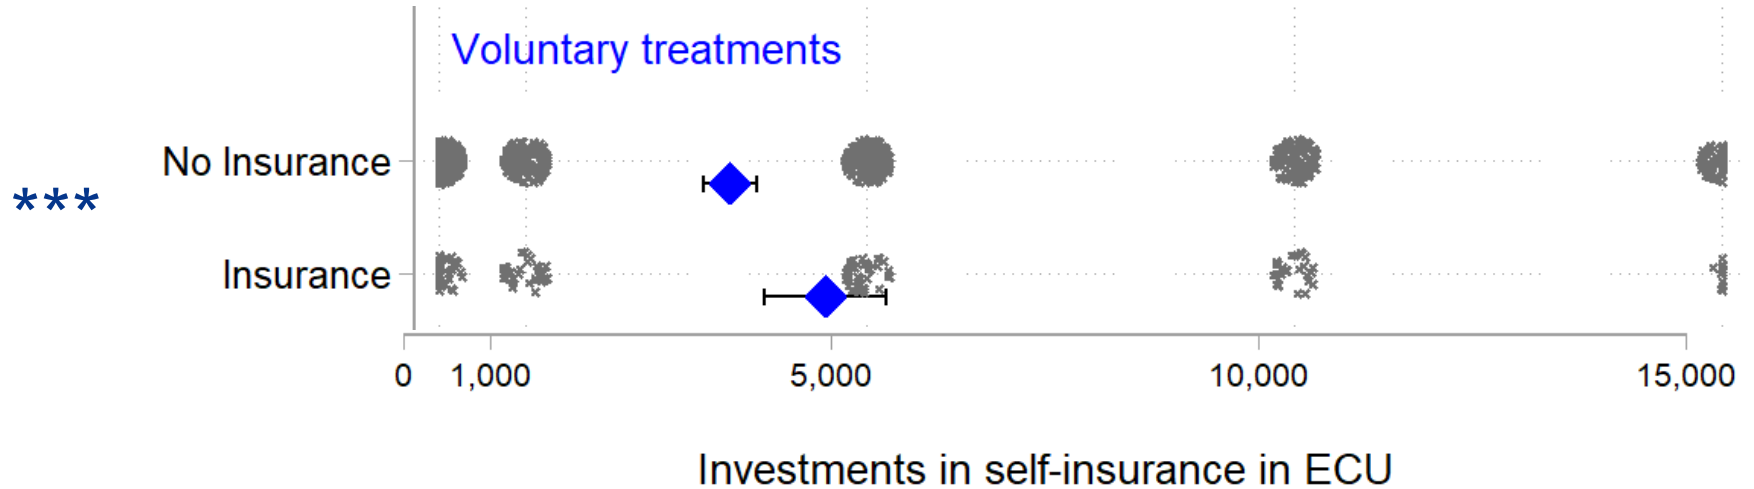 Voluntary treatments
No Insurance
***
Insurance
0 1,000 5,000 10,000 15,000
Investments in self-insurance in ECU